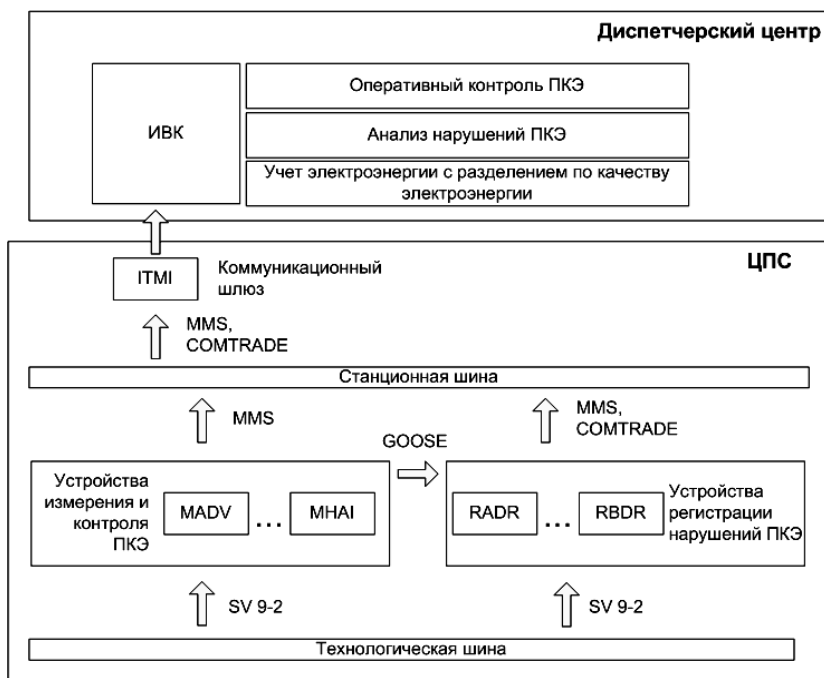 Диспетчерский центр
ИВК
Оперативный контроль ПКЭ
Анализ нарушений ПКЭ
Учет электроэнергии с разделением по качеству
электроэнергии
ЦПС
ITMI
Коммуникационный
шлюз
MMS,
COMTRADE
Станционная шина
MMS
MMS,
COMTRADE
GOOSE
Устройства
измерения и
контроля
ПКЭ
MADV
...
MHAI
RADR
...
RBDR
Устройства
регистрации
нарушений ПКЭ
SV 9-2
SV 9-2
Технологическая шина